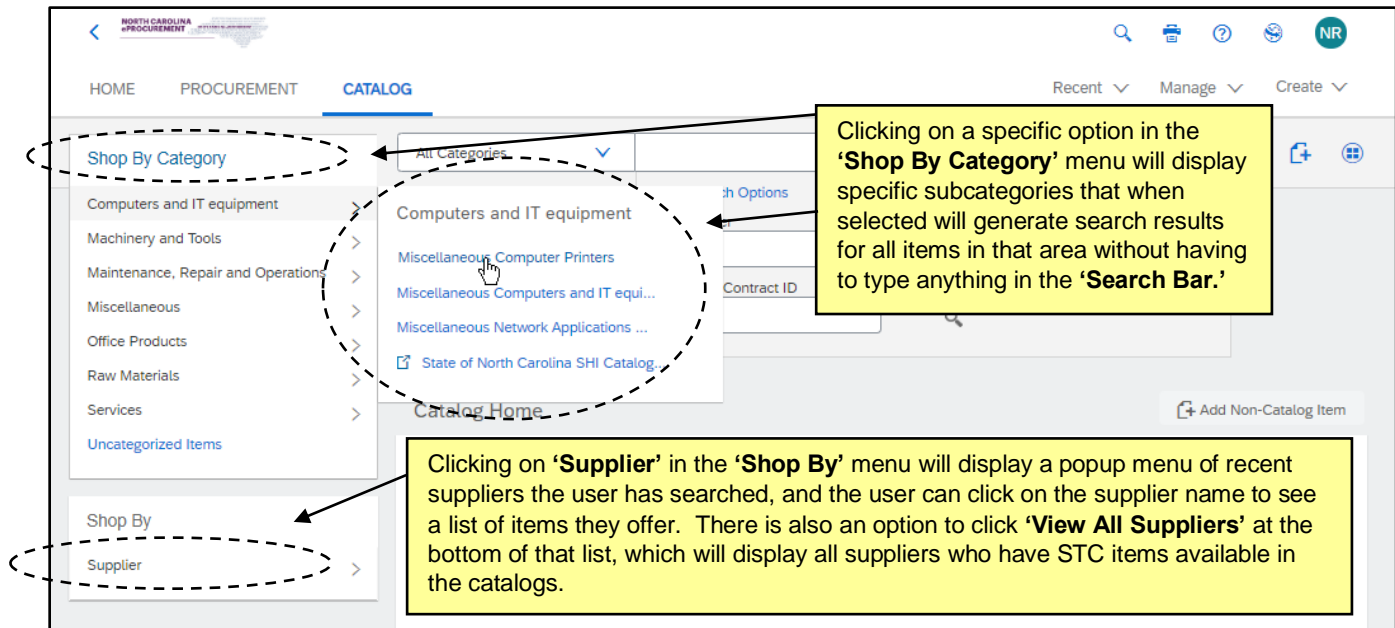 NORTH CAROLINA
ePROCUREMENT
NR
HOME PROCUREMENT CATALOG
Recent Manage Create
Shop By Category
Computers and IT equipment
Machinery and Tools
Maintenance, Repair and Operations
Miscellaneous
Office Products
Raw Materials
Services
Uncategorized Items
Shop By
Supplier
All Categories
Computers and IT equipment
Miscellaneous Computer Printers
Miscellaneous Computers and IT equi...
Miscellaneous Network Applications ...
State of North Carolina SHI Catalog...
Options
Contract ID
Clicking on a specific option in the
‘Shop By Category’ menu will display
specific subcategories that when
selected will generate search results
for all items in that area without having
to type anything in the ‘Search Bar.’
Catalog Home
Add Non-Catalog Item
Clicking on ‘Supplier’ in the ‘Shop By’ menu will display a popup menu of recent
suppliers the user has searched, and the user can click on the supplier name to see
a list of items they offer. There is also an option to click ‘View All Suppliers’ at the
bottom of that list, which will display all suppliers who have STC items available in
the catalogs.